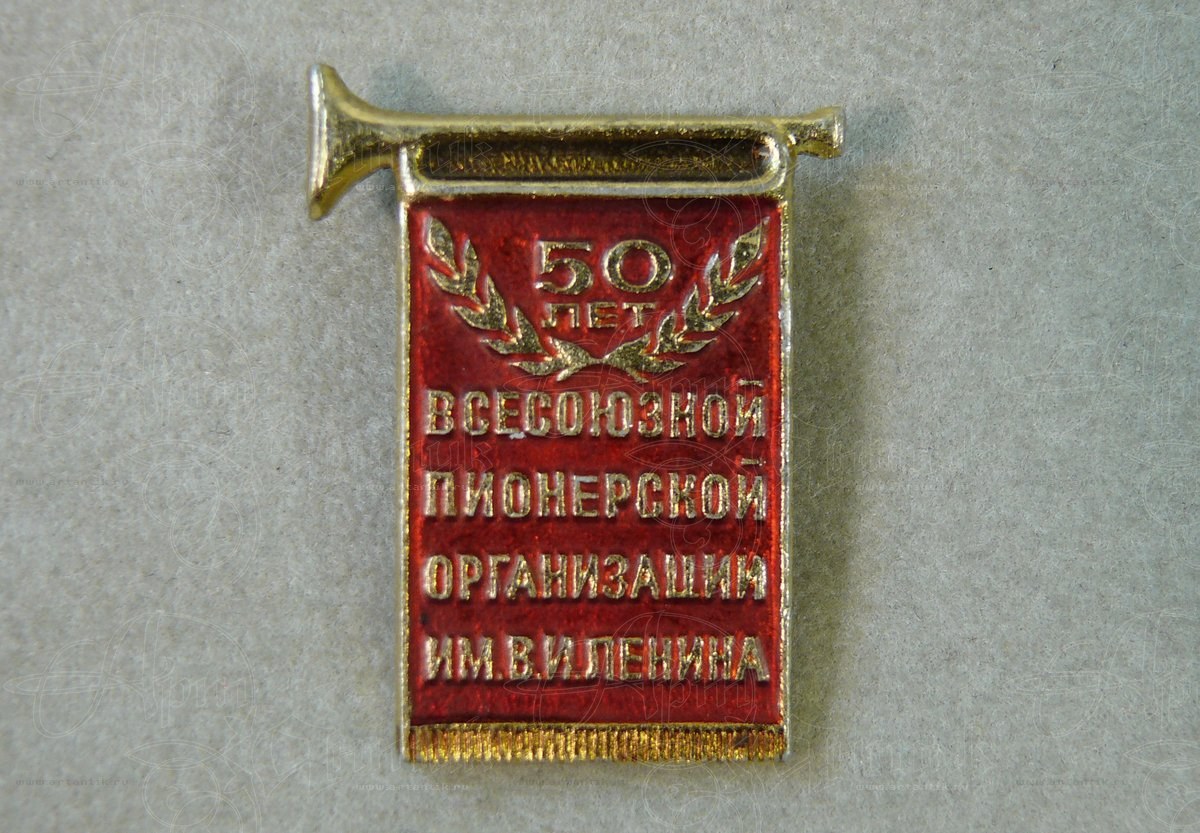 50
ЛЕТ
ВСЕСОЮЗНОЙ
ПИОНЕРСКОЙ
ОРГАНИЗАЦИИ
ИМ.В.И.ЛЕНИНА